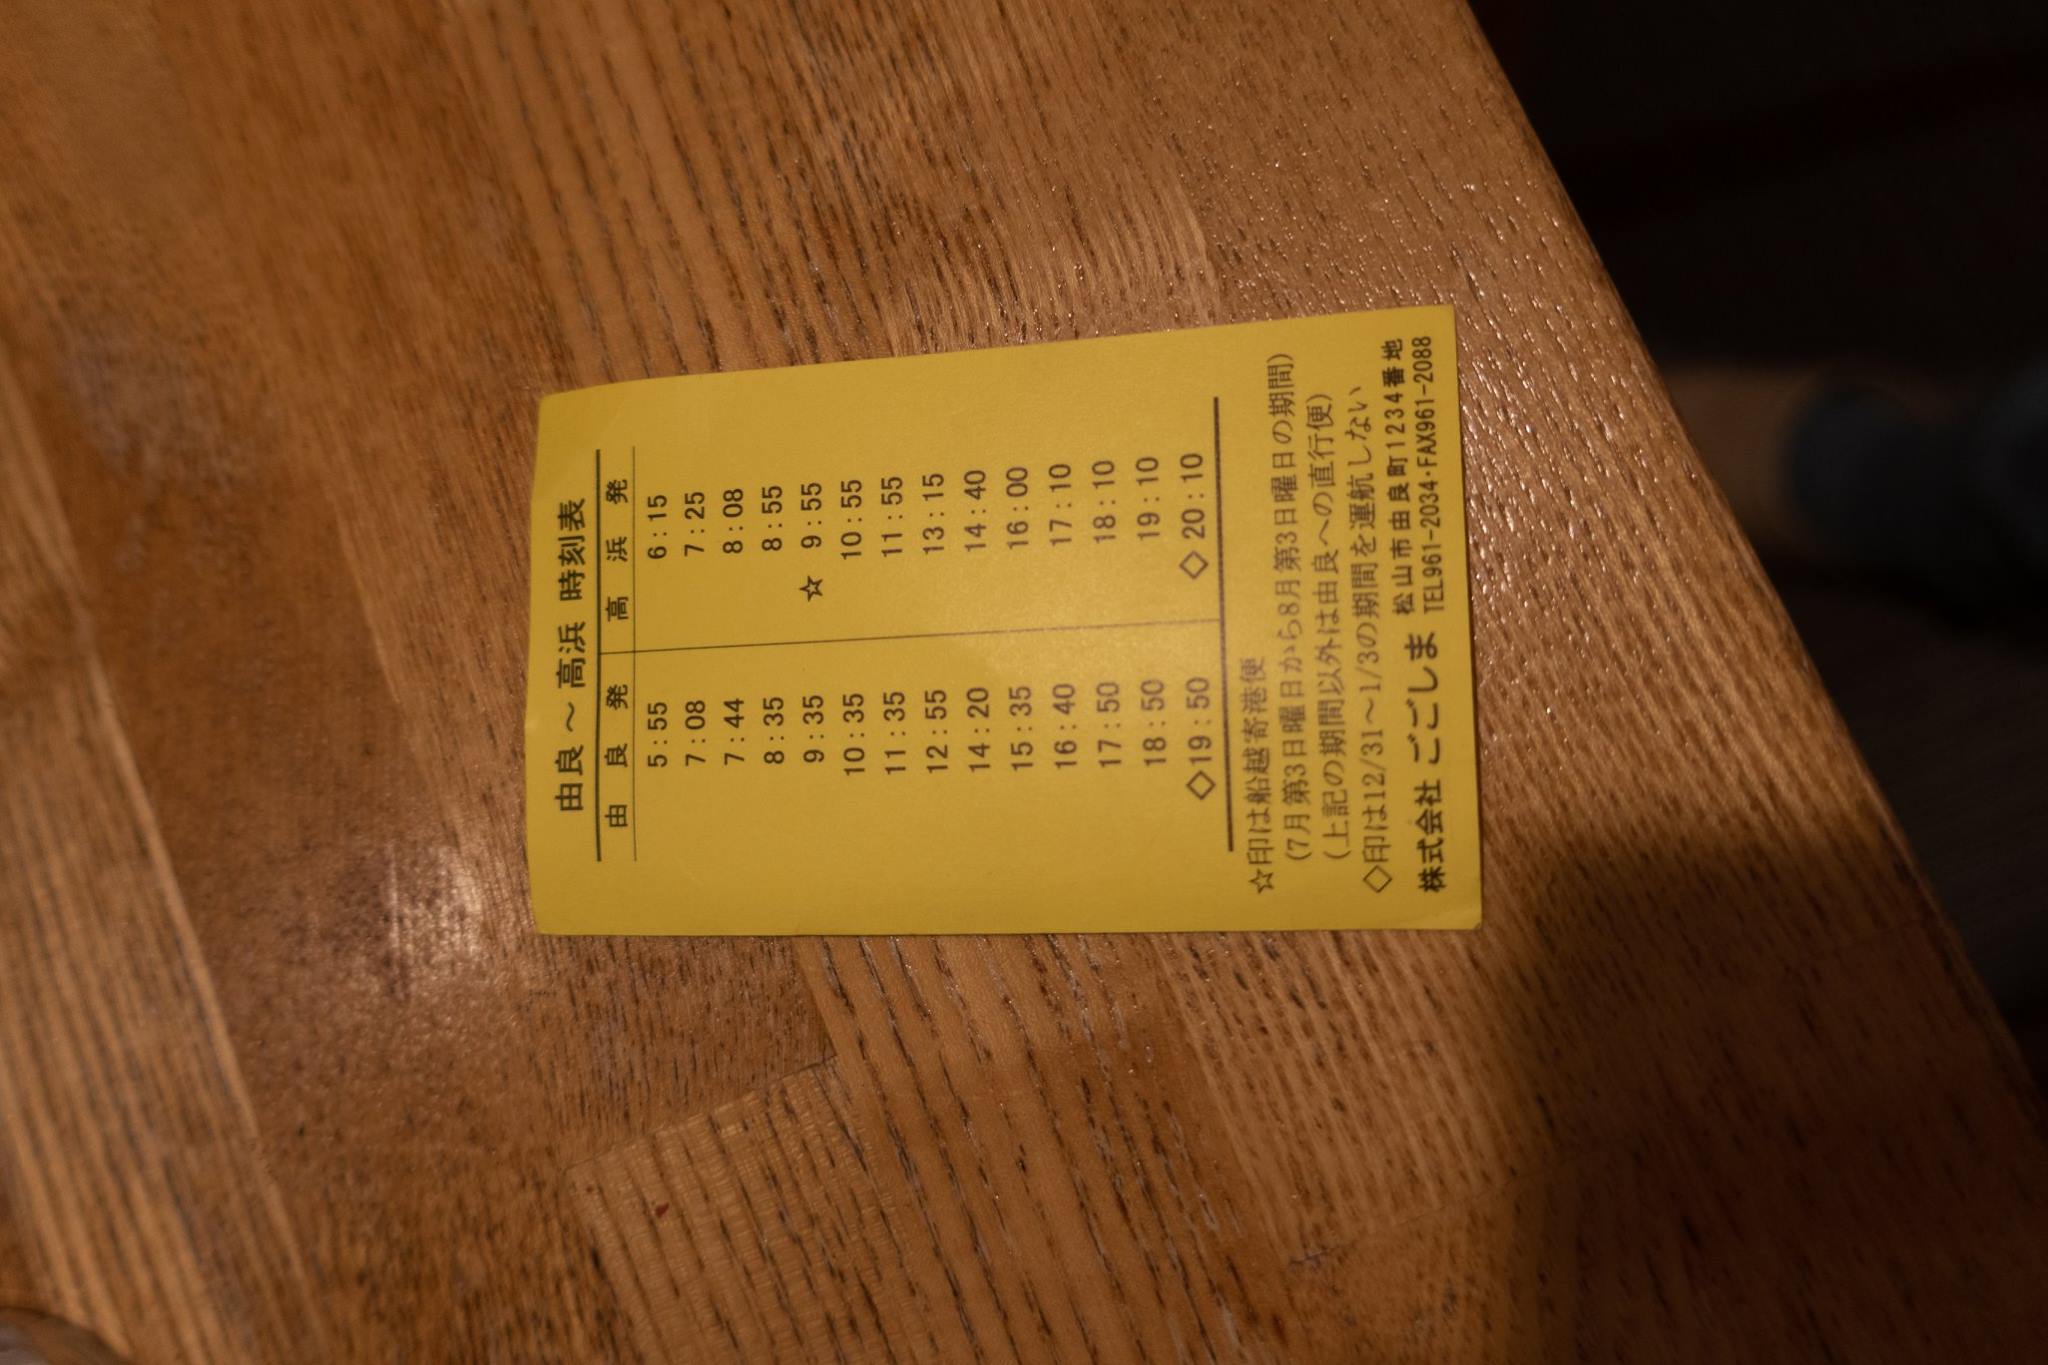 由良 ～ 高浜 時刻表
由 良 発 高 浜 発
5:55 6:15
7:08 7:25
7:44 8:08
8:35 8:55
9:35 ☆ 9:55
10:35 10:55
11:35 11:55
12:55 13:15
14:20 14:40
15:35 16:00
16:40 17:10
17:50 18:10
18:50 19:10
◇19:50 ◇ 20:10
☆印は船越寄港便
(7月第3日曜日から8月第3日曜日の期間)
(上記の期間以外は由良への直行便)
◇印は12/31～1/3の期間を運航しない
株式会社 ごごしま 松山市由良町1234番地
TEL961-2034・FAX961-2088